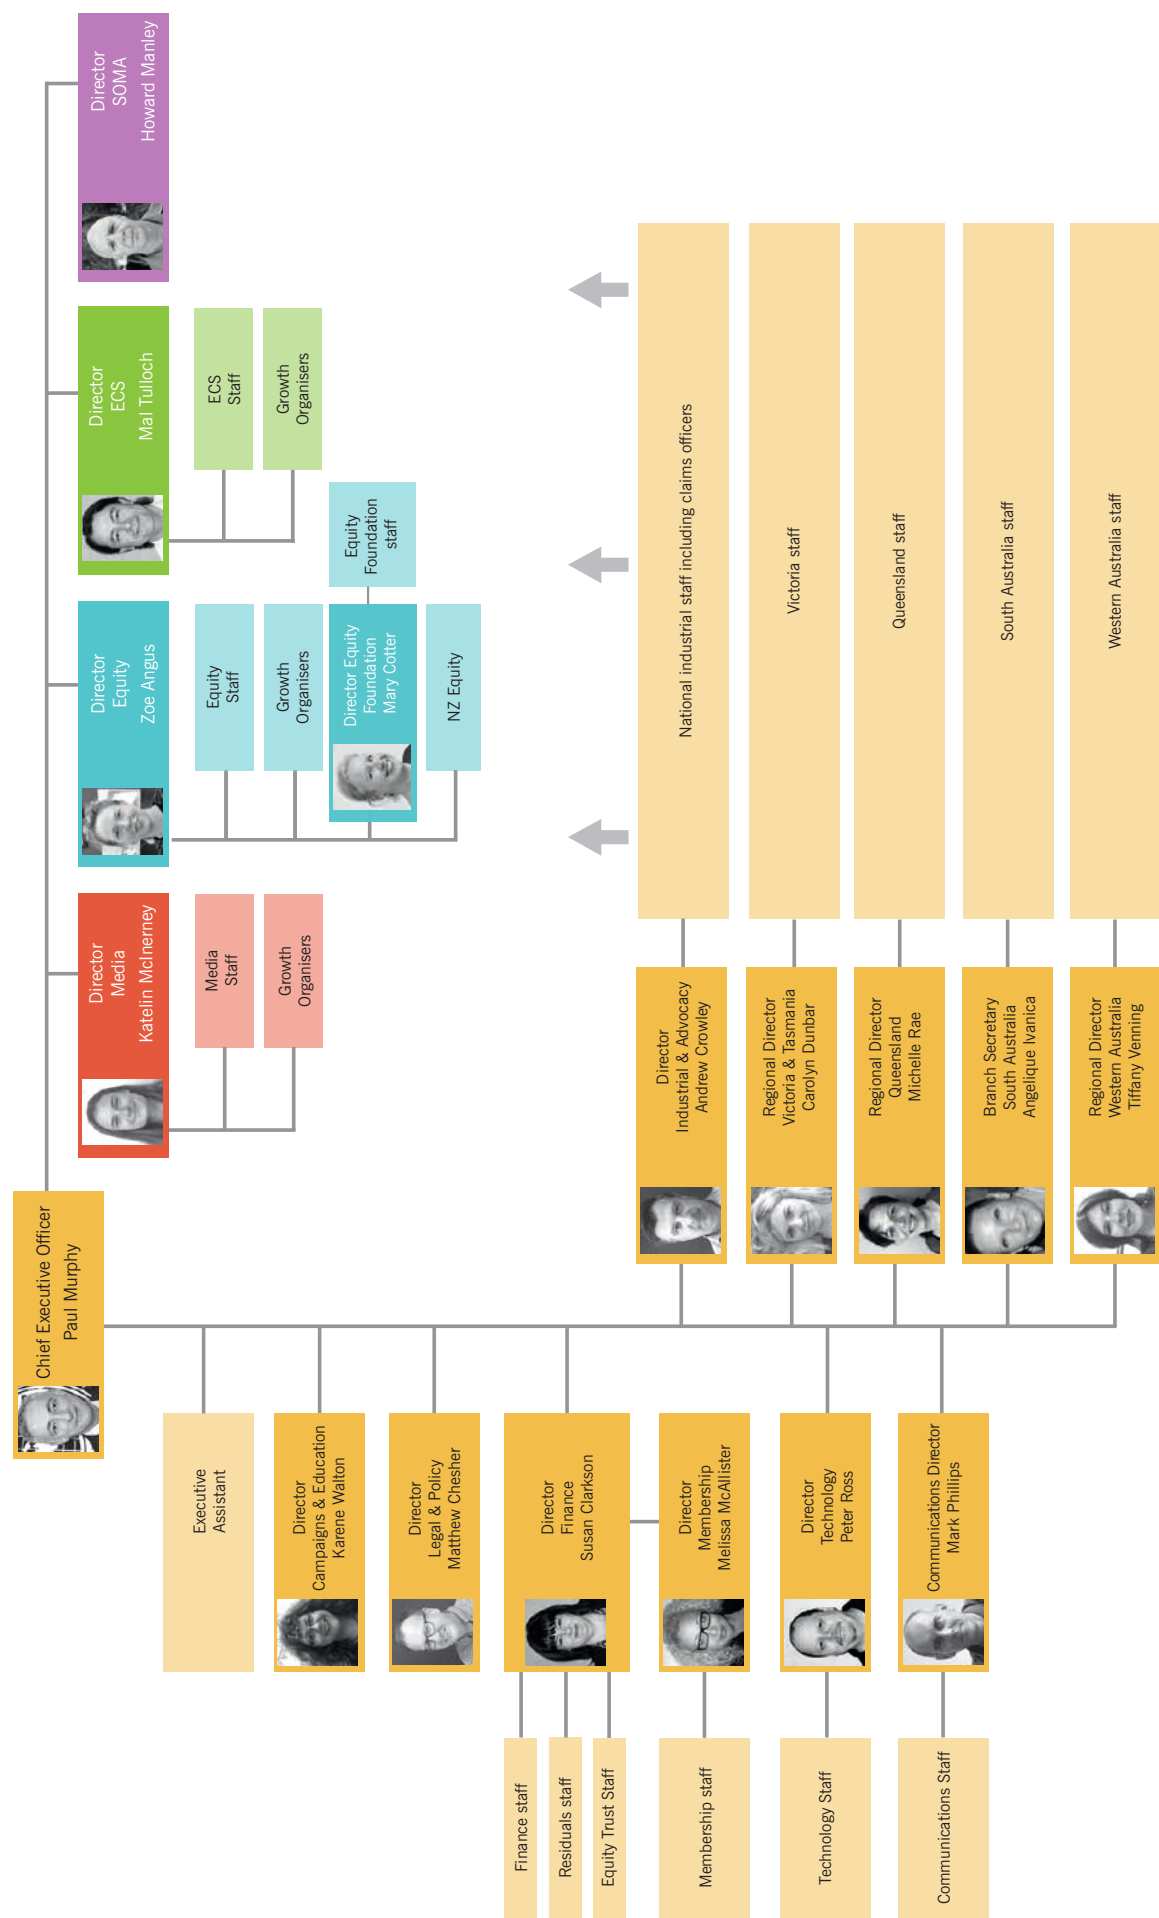 Chief Executive Officer
Paul Murphy
Director
Media
Katelin McInerney
Media
Staff
Growth
Organisers
Director
Equity
Zoe Angus
Equity
Staff
Growth
Organisers
Director Equity
Foundation
Mary Cotter
Equity
Foundation
staff
NZ Equity
Director
ECS
Mal Tulloch
ECS
Staff
Growth
Organisers
Director
SOMA
Howard Manley
Executive
Assistant
Director
Campaigns & Education
Karene Walton
Director
Legal & Policy
Matthew Chesher
Director
Finance
Susan Clarkson
Finance staff
Residuals staff
Equity Trust Staff
Director
Membership
Melissa McAllister
Membership staff
Director
Technology
Peter Ross
Technology Staff
Communications Director
Mark Phillips
Communications Staff
Director
Industrial & Advocacy
Andrew Crowley
National industrial staff including claims officers
Regional Director
Victoria & Tasmania
Carolyn Dunbar
Victoria staff
Regional Director
Queensland
Michelle Rae
Queensland staff
Branch Secretary
South Australia
Angelique Ivanica
South Australia staff
Regional Director
Western Australia
Tiffany Venning
Western Australia staff